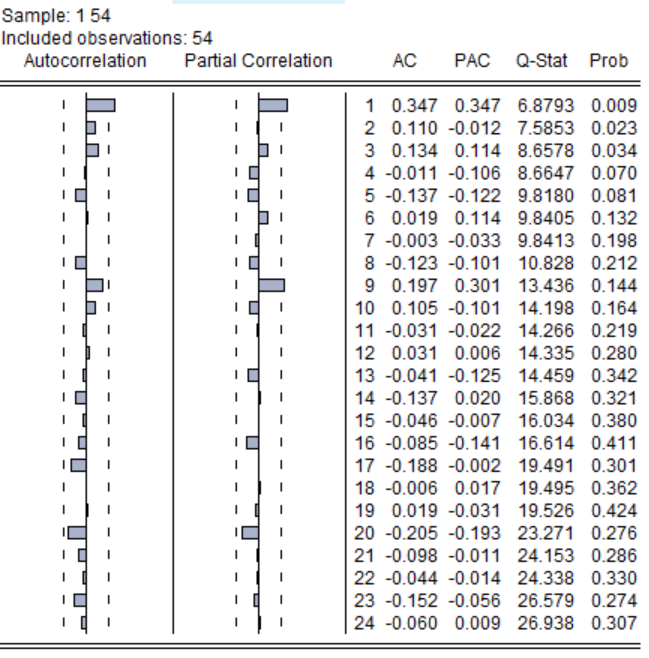 Sample: 1 54
Included observations: 54
Autocorrelation Partial Correlation AC PAC Q-Stat Prob
1 0.347 0.347 6.8793 0.009
2 0.110 -0.012 7.5853 0.023
3 0.134 0.114 8.6578 0.034
4 -0.011 -0.106 8.6647 0.070
5 -0.137 -0.122 9.8180 0.081
6 0.019 0.114 9.8405 0.132
7 -0.003 -0.033 9.8413 0.198
8 -0.123 -0.101 10.828 0.212
9 0.197 0.301 13.436 0.144
10 0.105 -0.101 14.198 0.164
11 -0.031 -0.022 14.266 0.219
12 0.031 0.006 14.335 0.280
13 -0.041 -0.125 14.459 0.342
14 -0.137 0.020 15.868 0.321
15 -0.046 -0.007 16.034 0.380
16 -0.085 -0.141 16.614 0.411
17 -0.188 -0.002 19.491 0.301
18 -0.006 0.017 19.495 0.362
19 0.019 -0.031 19.526 0.424
20 -0.205 -0.193 23.271 0.276
21 -0.098 -0.011 24.153 0.286
22 -0.044 -0.014 24.338 0.330
23 -0.152 -0.056 26.579 0.274
24 -0.060 0.009 26.938 0.307